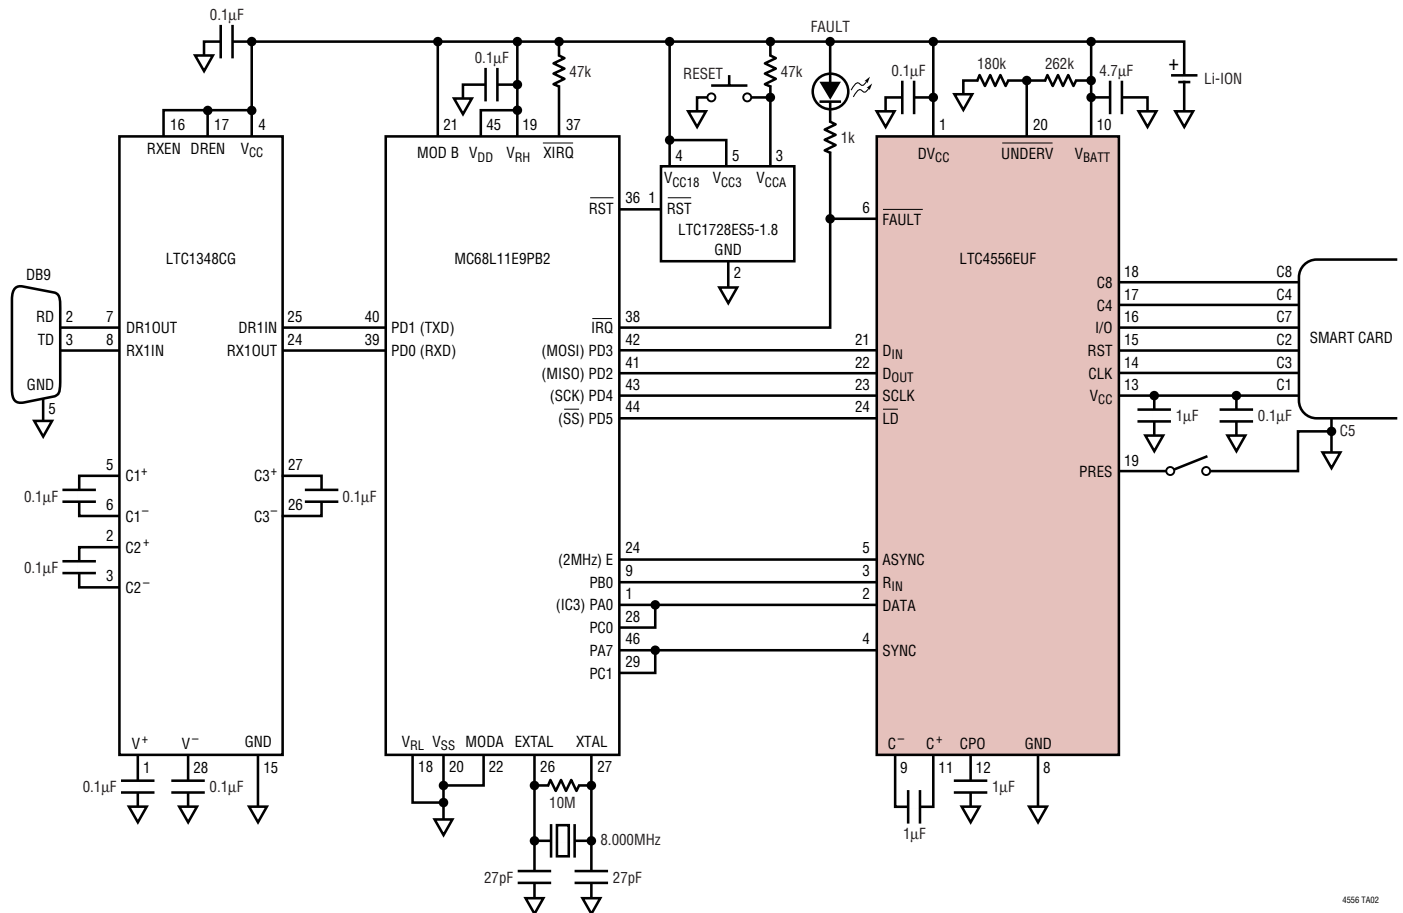 0.1µF
FAULT
0.1µF
47k
RESET
47k
0.1µF
180k
262k
4.7µF
+
Li-ION
1k
16
17
4
RXEN
DREN
VCC
21
45
19
37
MOD B
VDD
VRH
XIRQ
4
5
3
VCC18
VCC3
VCCA
1
20
10
DVCC
UNDERV
VBATT
RST
36
1
RST
LTC1728ES5-1.8
GND
2
6
FAULT
LTC1348CG
MC68L11E9PB2
LTC4556EUF
DB9
RD
2
7
DR1OUT
TD
3
8
RX1IN
GND
5
DR1IN
25
40
PD1 (TXD)
RX1OUT
24
39
PD0 (RXD)
IRQ
38
(MOSI) PD3
42
21
DIN
(MISO) PD2
41
22
DOUT
(SCK) PD4
43
23
SCLK
(SS) PD5
44
24
LD
C8
18
C8
C4
17
C4
I/O
16
C7
RST
15
C2
CLK
14
C3
VCC
13
C1
SMART CARD
1µF
0.1µF
C5
PRES
19
5
C1+
0.1µF
6
C1−
2
C2+
0.1µF
3
C2−
C3+
27
0.1µF
C3−
26
(2MHz) E
24
5
ASYNC
PB0
9
3
RIN
(IC3) PA0
1
2
DATA
PC0
28
PA7
46
4
SYNC
PC1
29
V+
V−
GND
1
28
15
0.1µF
0.1µF
VRL
VSS
MODA
EXTAL
XTAL
18
20
22
26
27
10M
8.000MHz
27pF
27pF
C−
C+
CPO
GND
9
11
12
8
1µF
1µF
4556 TA02